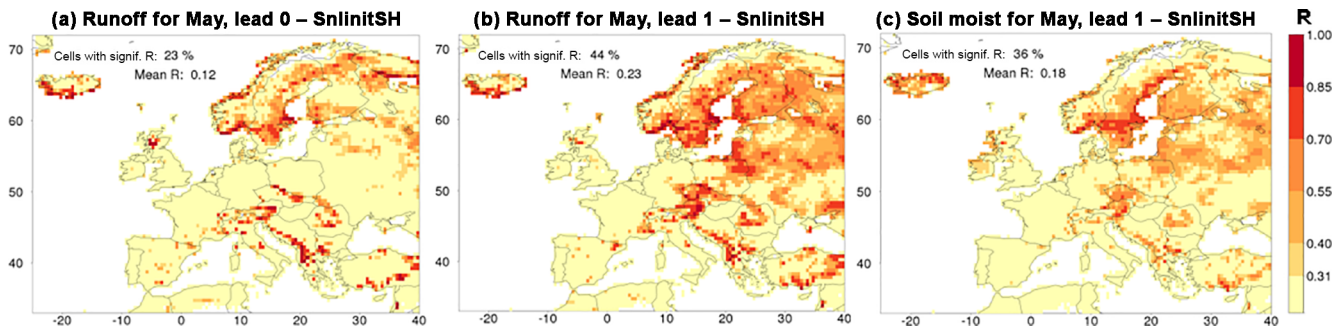 (a) Runoff for May, lead 0 – SnlinitSH
(b) Runoff for May, lead 1 – SnlinitSH
(c) Soil moist for May, lead 1 – SnlinitSH
R
Cells with signif. R: 23 %
Mean R: 0.12
Cells with signif. R: 44 %
Mean R: 0.23
Cells with signif. R: 36 %
Mean R: 0.18
70
60
50
40
-20 -10 0 10 20 30 40
70
60
50
40
-20 -10 0 10 20 30 40
70
60
50
40
-20 -10 0 10 20 30 40
1.00
0.85
0.70
0.55
0.40
0.31